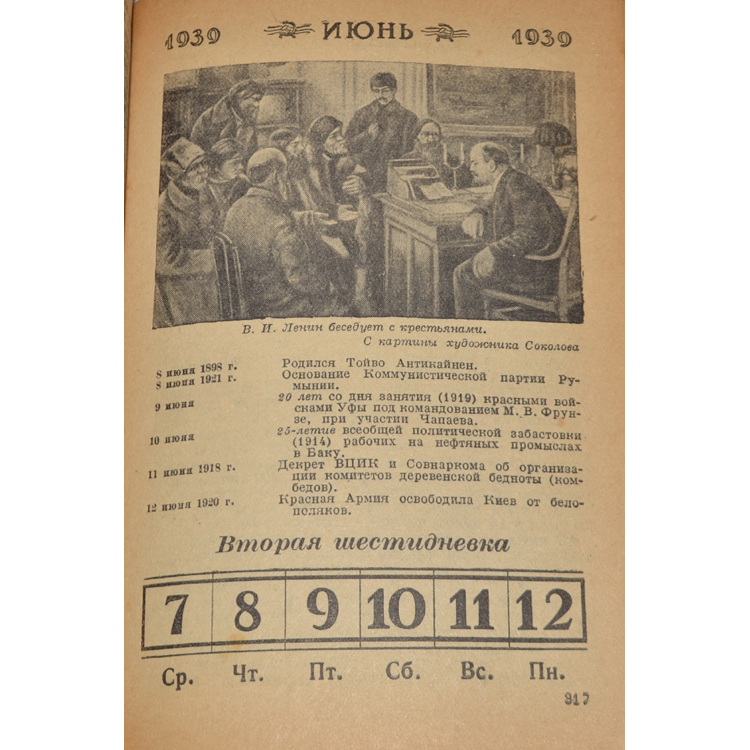 1939 ИЮНЬ 1939
В. И. Ленин беседует с крестьянами.
С картины художника Соколова
8 июня 1898 г. Родился Тойво Антикайнен.
8 июня 1921 г. Основание Коммунистической партии Ру-
мынии.
9 июня 20 лет со дня занятия (1919) красными вой-
сками Уфы под командованием М. В. Фрун-
зе, при участии Чапаева.
10 июня 25-летие всеобщей политической забастовки
(1914) рабочих на нефтяных промыслах
в Баку.
11 июня 1918 г. Декрет ВЦИК и Совнаркома об организа-
ции комитетов деревенской бедноты (ком-
бедов).
12 июня 1920 г. Красная Армия освободила Киев от бело-
поляков.
Вторая шестидневка
7 8 9 10 11 12
Ср. Чт. Пт. Сб. Вс. Пн.
317